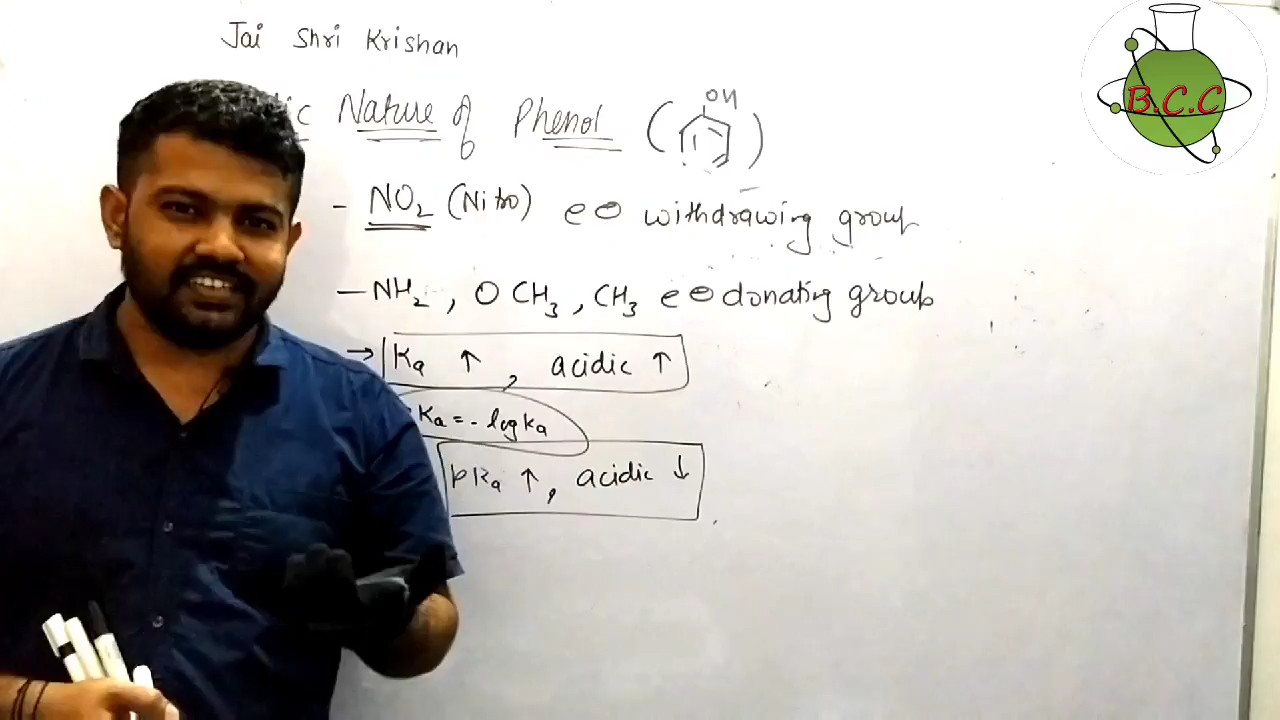 Jai Shri Krishan
B.C.C
Nature of Phenol ( OH )
- NO₂ (Nitro) e⊖ withdrawing group
- NH₂ , OCH₃ , CH₃ e⊖ donating group
→ Ka ↑ , acidic ↑
Ka = - log Ka
pKa ↑ , acidic ↓